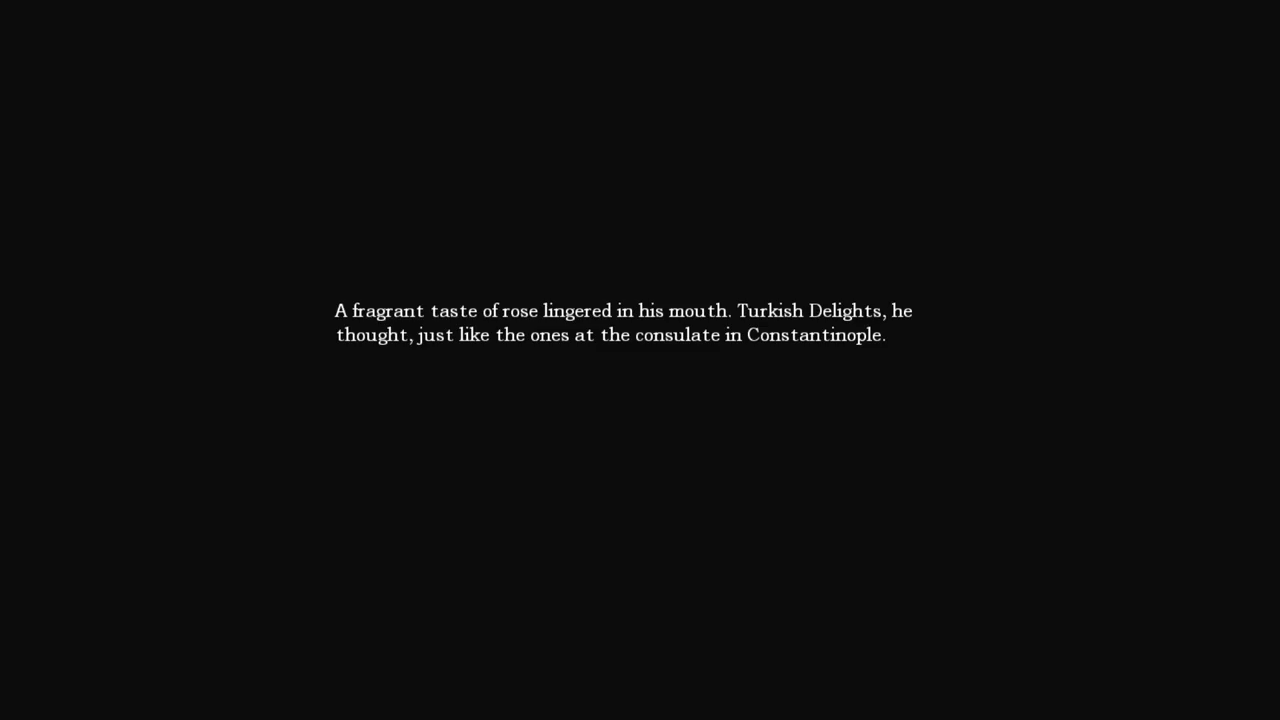 A fragrant taste of rose lingered in his mouth. Turkish Delights, he
thought, just like the ones at the consulate in Constantinople.